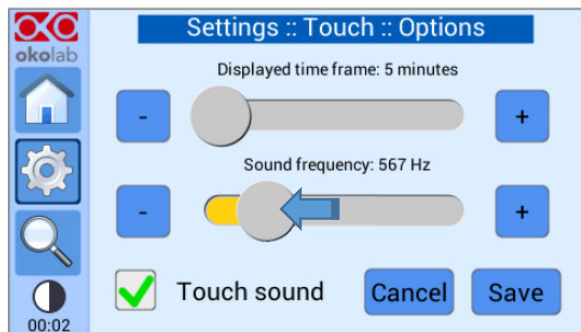 Settings :: Touch :: Options
okolab
Displayed time frame: 5 minutes
- +
Sound frequency: 567 Hz
- +
Touch sound Cancel Save
00:02